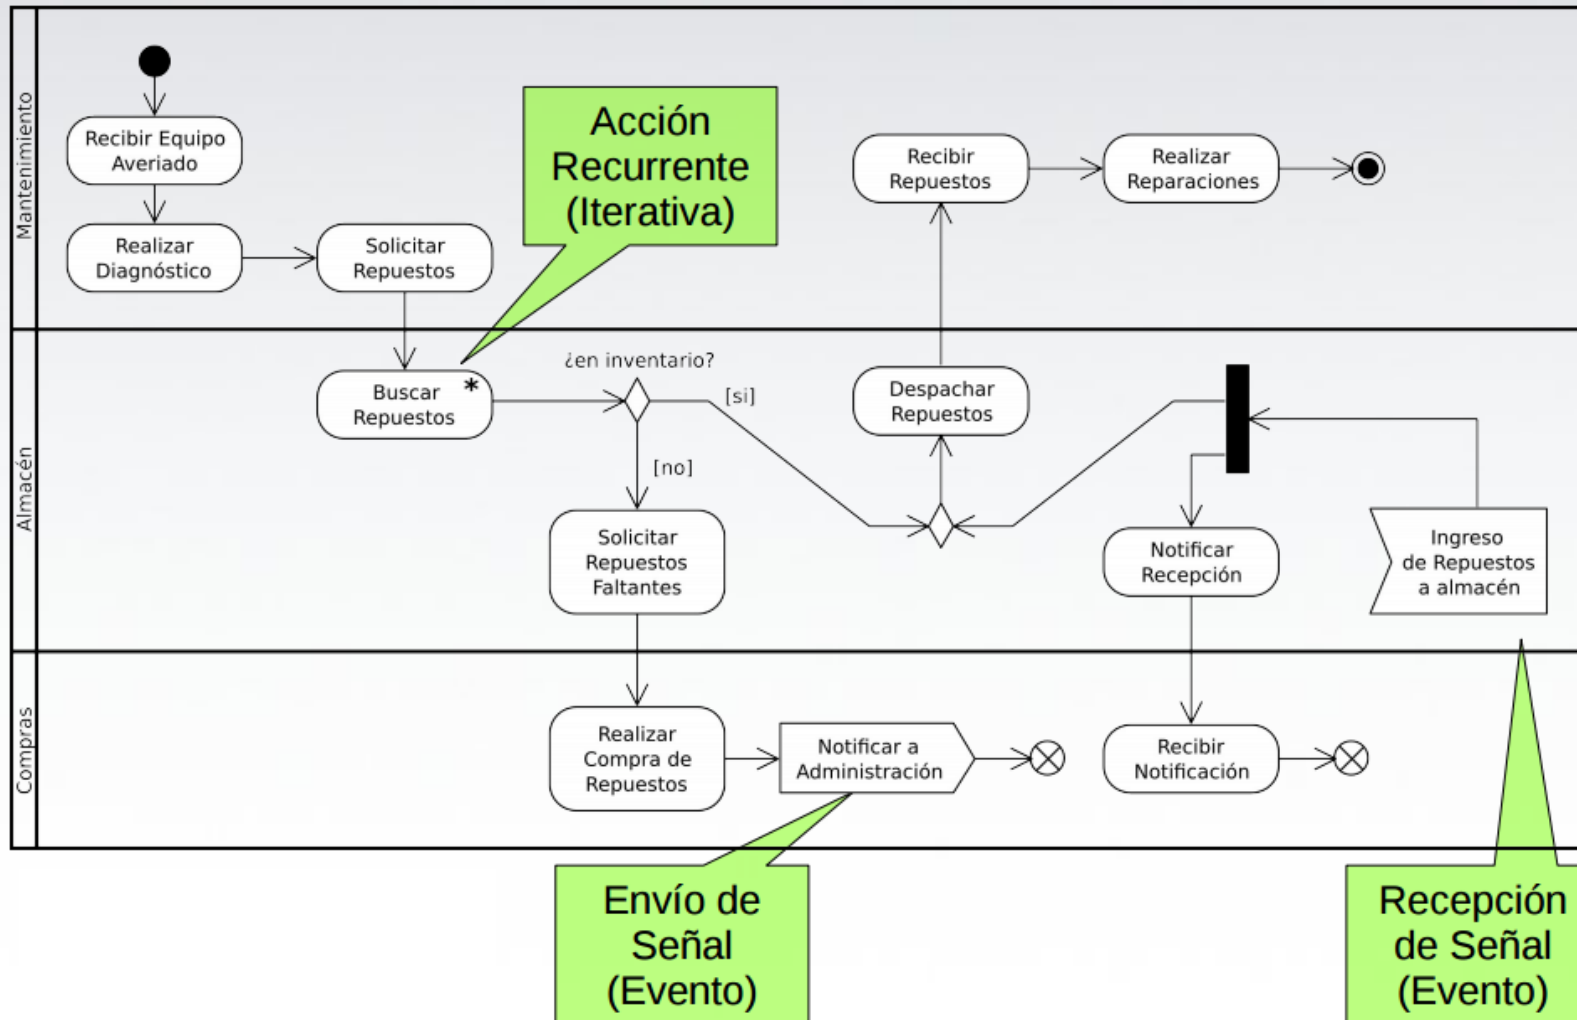 Mantenimiento
Recibir Equipo
Averiado
Realizar
Diagnóstico
Solicitar
Repuestos
Acción
Recurrente
(Iterativa)
Recibir
Repuestos
Realizar
Reparaciones
Almacén
Buscar
Repuestos
*
¿en inventario?
[si]
[no]
Solicitar
Repuestos
Faltantes
Despachar
Repuestos
Notificar
Recepción
Ingreso
de Repuestos
a almacén
Compras
Realizar
Compra de
Repuestos
Notificar a
Administración
Recibir
Notificación
Envío de
Señal
(Evento)
Recepción
de Señal
(Evento)